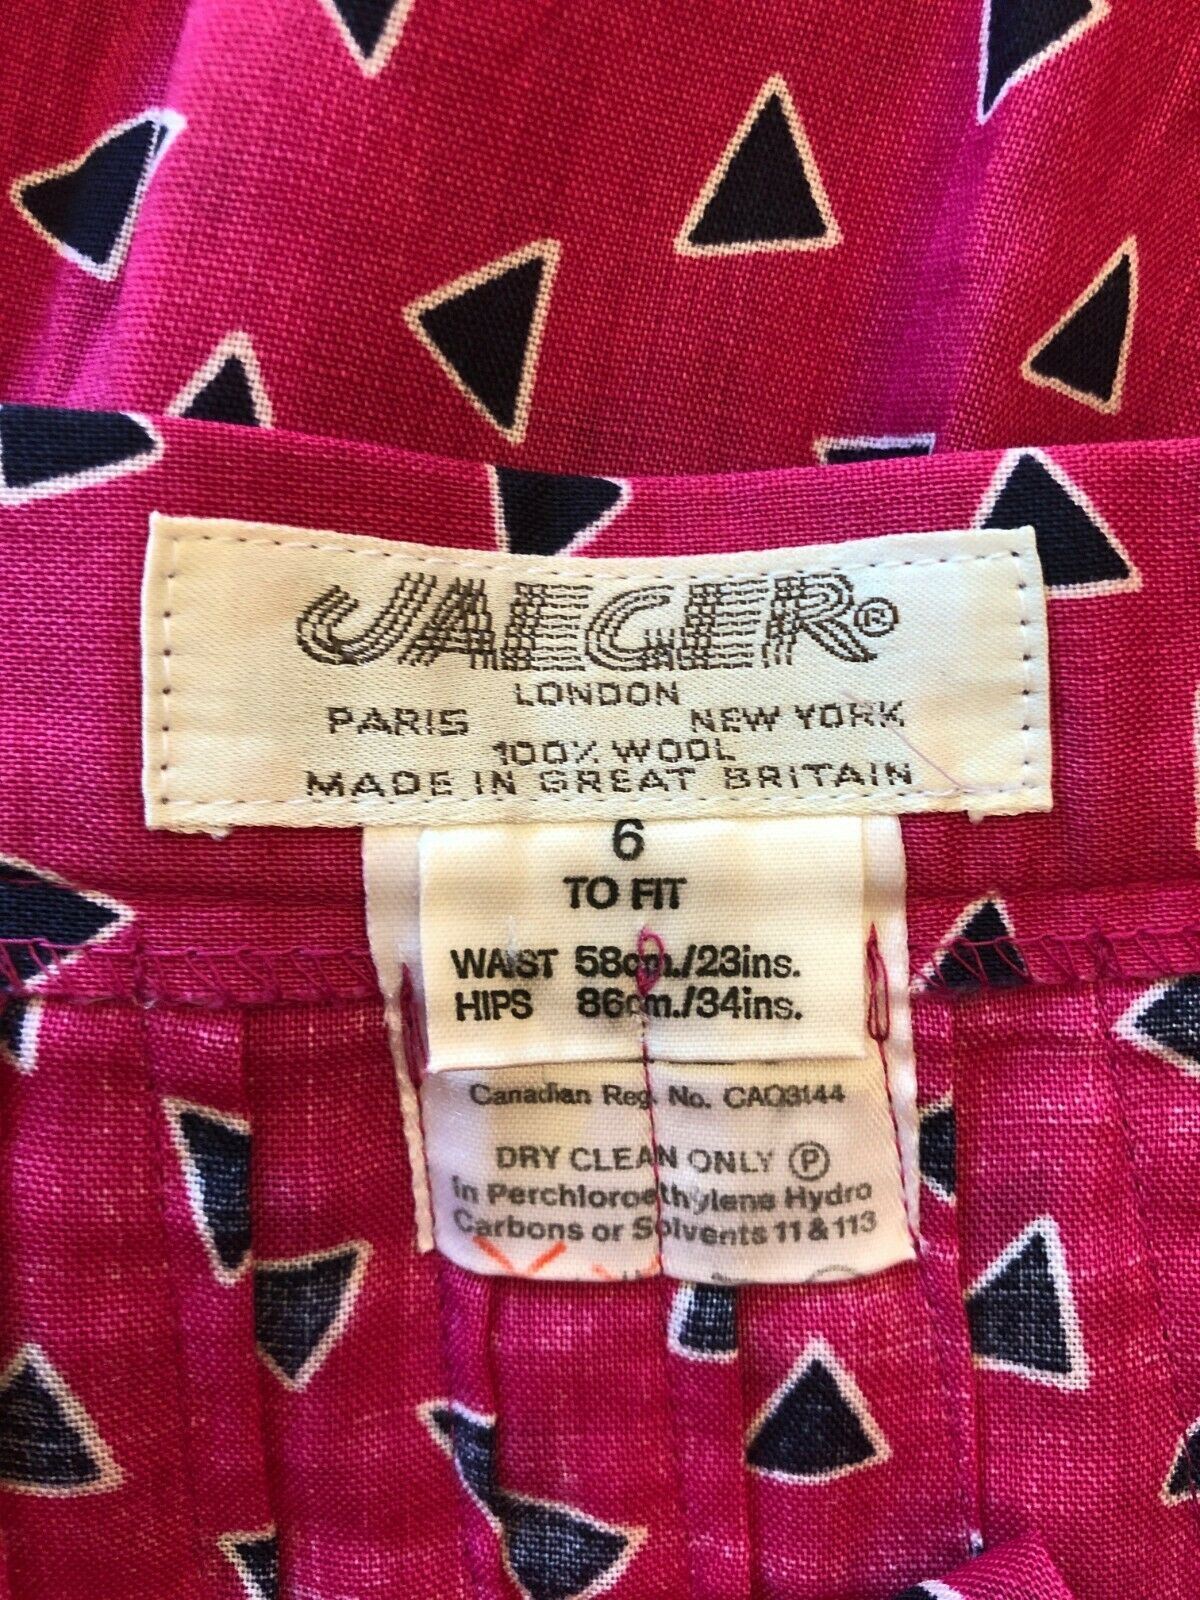 JAEGER®
LONDON
PARIS NEW YORK
100% WOOL
MADE IN GREAT BRITAIN
6
TO FIT
WAIST 58cm./23ins.
HIPS 86cm./34ins.
Canadian Reg. No. CAO3144
DRY CLEAN ONLY Ⓟ
In Perchloroethylene Hydro
Carbons or Solvents 11 & 113